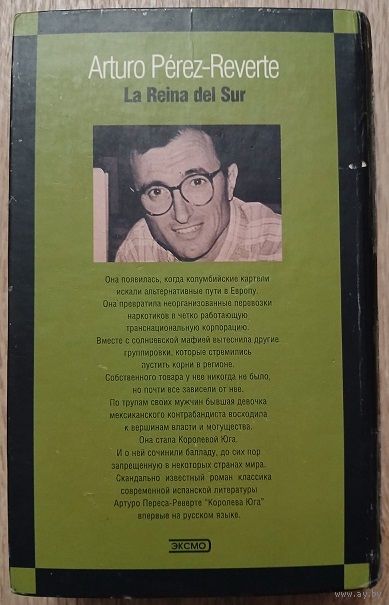 Arturo Pérez-Reverte
La Reina del Sur
Она появилась, когда колумбийские картели
искали альтернативные пути в Европу.
Она превратила неорганизованные перевозки
наркотиков в четко работающую
транснациональную корпорацию.
Вместе с солнцевской мафией вытеснила другие
группировки, которые стремились
пустить корни в регионе.
Собственного товара у нее никогда не было,
но почти все зависели от нее.
По трупам своих мужчин бывшая девочка
мексиканского контрабандиста восходила
к вершинам власти и могущества.
Она стала Королевой Юга.
И о ней сочинили балладу, до сих пор
запрещенную в некоторых странах мира.
Скандально известный роман классика
современной испанской литературы
Артуро Переса-Реверте "Королева Юга"
впервые на русском языке.
ЭКСМО
www.ay.by